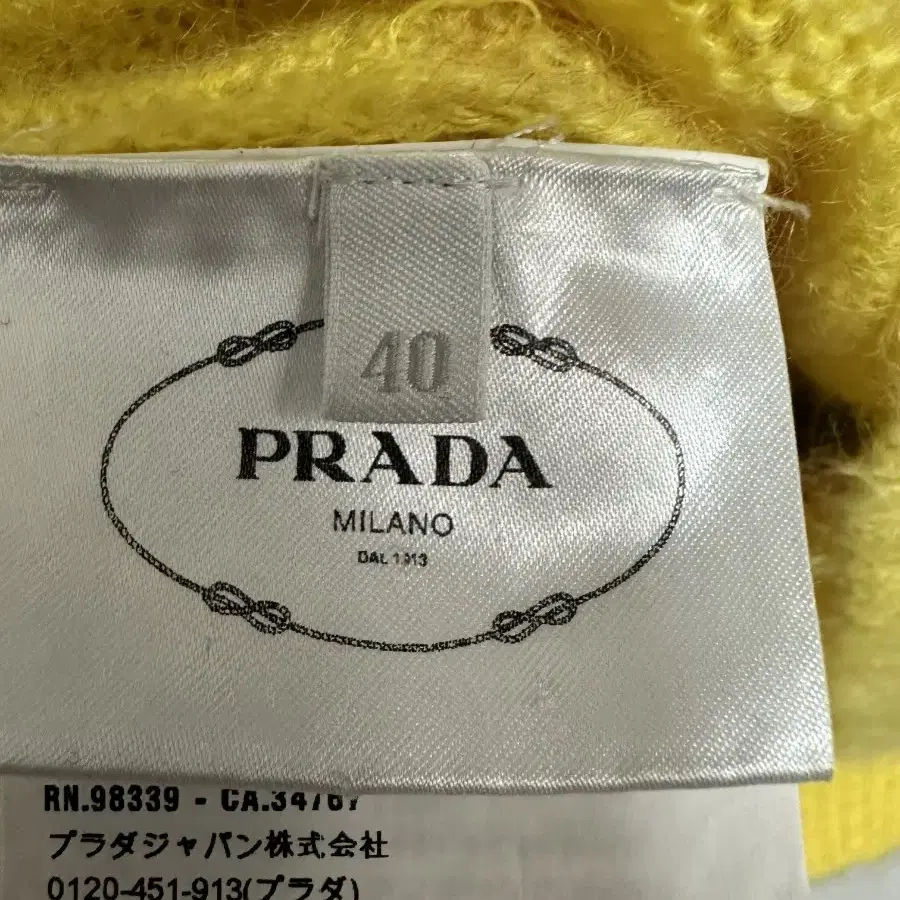 40
PRADA
MILANO
DAL 1913
RN.98339 - CA.34767
プラダジャパン株式会社
0120-451-913(プラダ)